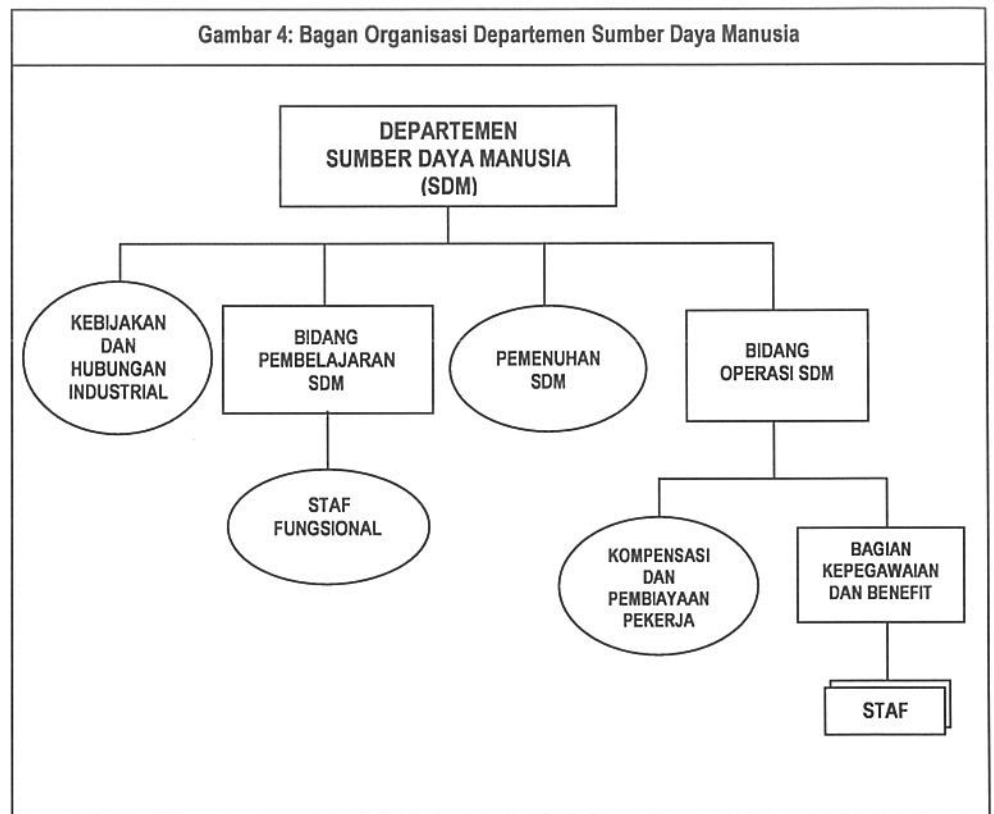 Gambar 4: Bagan Organisasi Departemen Sumber Daya Manusia
DEPARTEMEN
SUMBER DAYA MANUSIA
(SDM)
KEBIJAKAN
DAN
HUBUNGAN
INDUSTRIAL
BIDANG
PEMBELAJARAN
SDM
PEMENUHAN
SDM
BIDANG
OPERASI SDM
STAF
FUNGSIONAL
KOMPENSASI
DAN
PEMBIAYAAN
PEKERJA
BAGIAN
KEPEGAWAIAN
DAN BENEFIT
STAF